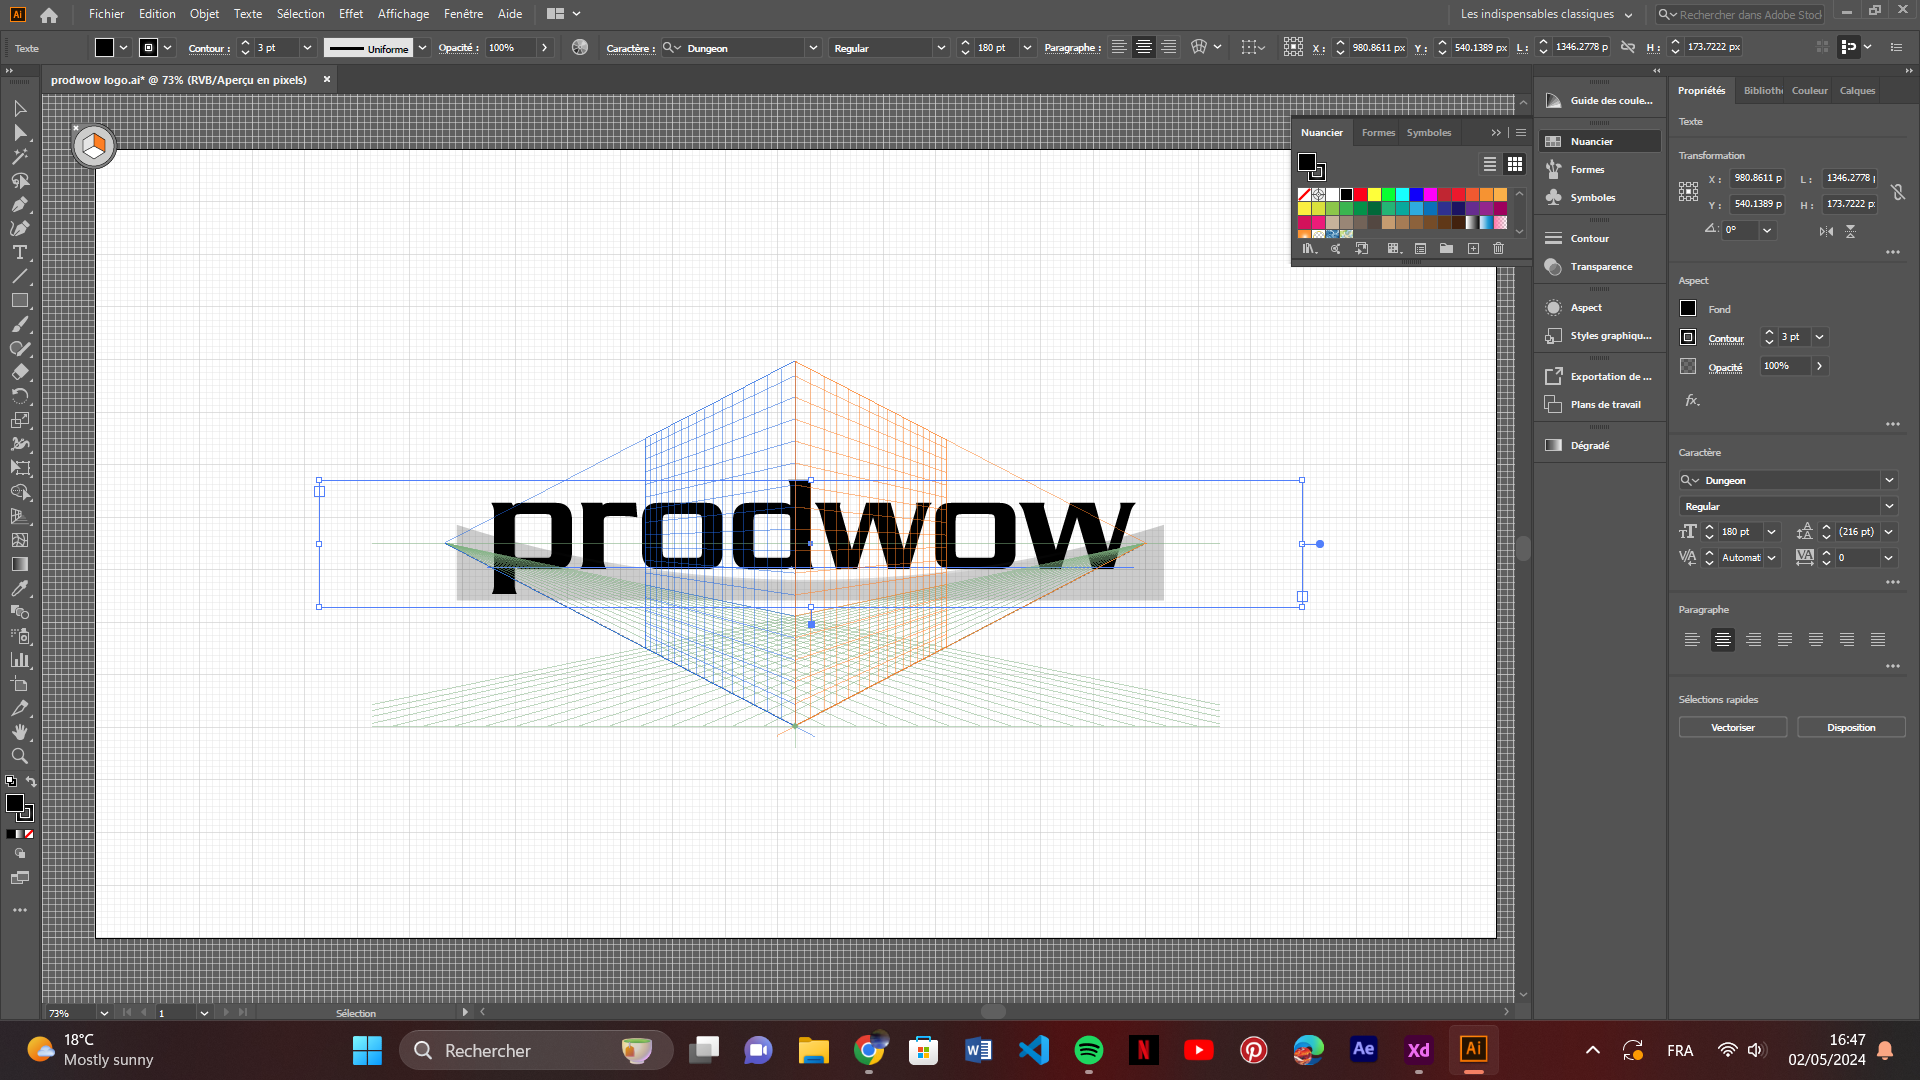 Ai Fichier Edition Objet Texte Sélection Effet Affichage Fenêtre Aide Les indispensables classiques Rechercher dans Adobe Stock
Texte Contour : 3 pt Uniforme Opacité : 100% Caractère : Dungeon Regular 180 pt Paragraphe : X : 980.8611 px Y : 540.1389 px L : 1346.2778 p H : 173.7222 px
prodwow logo.ai* @ 73% (RVB/Aperçu en pixels) ×
Nuancier Formes Symboles
prodwow
Guide des coule...
Nuancier
Formes
Symboles
Contour
Transparence
Aspect
Styles graphiqu...
Exportation de ...
Plans de travail
Dégradé
Propriétés Biblioth Couleur Calques
Texte
Transformation
X : 980.8611 p L : 1346.2778
Y : 540.1389 p H : 173.7222 p
0°
Aspect
Fond
Contour 3 pt
Opacité 100%
fx.
Caractère
Dungeon
Regular
180 pt (216 pt)
Automati 0
Paragraphe
Sélections rapides
Vectoriser Disposition
73% 1 Sélection
18°C
Mostly sunny
Rechercher
Ae Xd Ai
FRA
16:47
02/05/2024